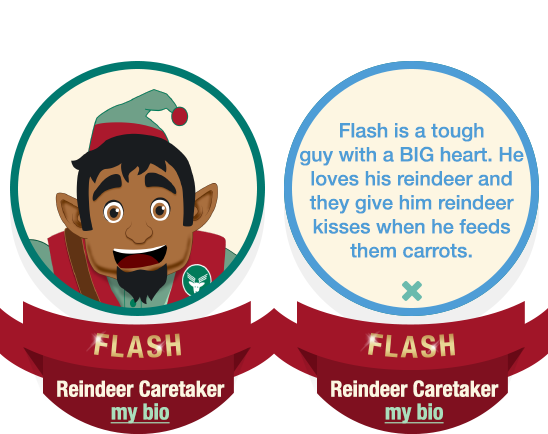 Flash is a tough
guy with a BIG heart. He
loves his reindeer and
they give him reindeer
kisses when he feeds
them carrots.
FLASH
Reindeer Caretaker
my bio
FLASH
Reindeer Caretaker
my bio